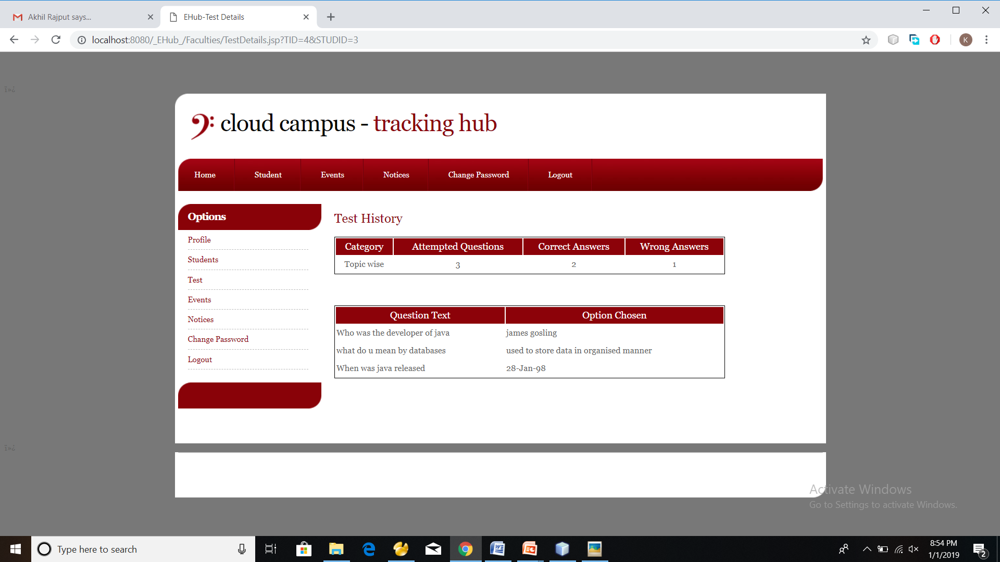 Akhil Rajput says...
EHub-Test Details
localhost:8080/_EHub_/Faculties/TestDetails.jsp?TID=4&STUDID=3
K
ï»¿
cloud campus - tracking hub
Home Student Events Notices Change Password Logout
Options
Profile
Students
Test
Events
Notices
Change Password
Logout
Test History
Category Attempted Questions Correct Answers Wrong Answers
Topic wise 3 2 1
Question Text Option Chosen
Who was the developer of java james gosling
what do u mean by databases used to store data in organised manner
When was java released 28-Jan-98
ï»¿
Activate Windows
Go to Settings to activate Windows.
Type here to search
8:54 PM
1/1/2019
2